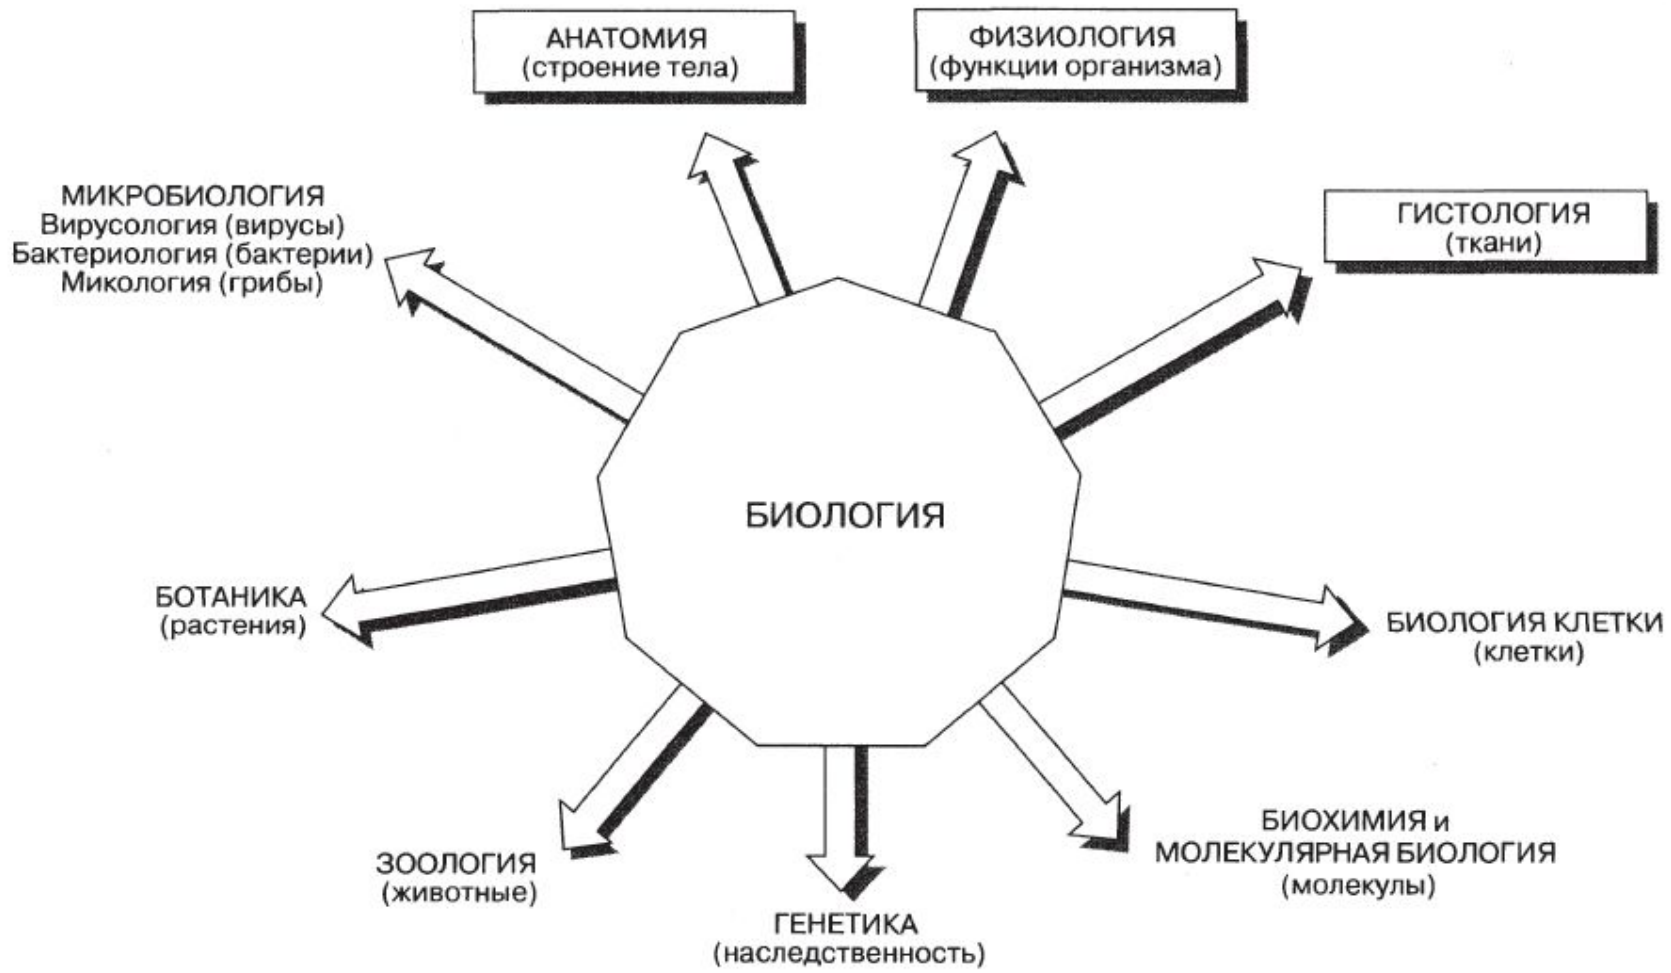 АНАТОМИЯ
(строение тела)
ФИЗИОЛОГИЯ
(функции организма)
МИКРОБИОЛОГИЯ
Вирусология (вирусы)
Бактериология (бактерии)
Микология (грибы)
ГИСТОЛОГИЯ
(ткани)
БИОЛОГИЯ
БОТАНИКА
(растения)
БИОЛОГИЯ КЛЕТКИ
(клетки)
ЗООЛОГИЯ
(животные)
БИОХИМИЯ и
МОЛЕКУЛЯРНАЯ БИОЛОГИЯ
(молекулы)
ГЕНЕТИКА
(наследственность)